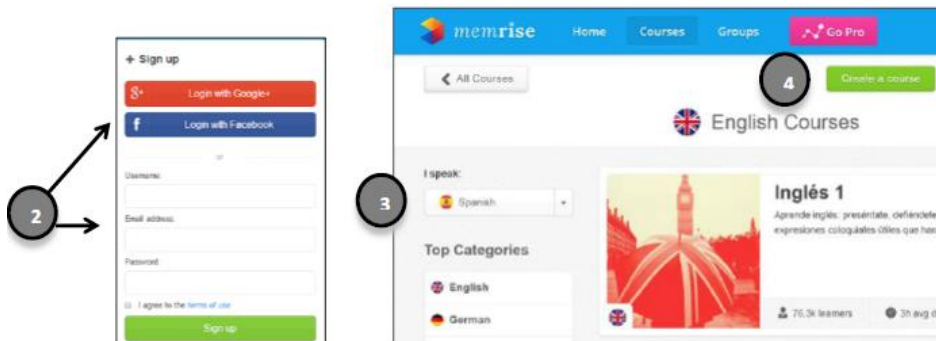 + Sign up
8+ Login with Google+
f Login with Facebook
or
Username:
Email address:
Password:
I agree to the terms of use
Sign up
2
memrise Home Courses Groups Go Pro
All Courses
4
Create a course
English Courses
3
I speak:
Spanish
Top Categories
English
German
Inglés 1
Aprende inglés: preséntate, defiéndete
expresiones coloquiales útiles que has
76.3k learners 3h avg d